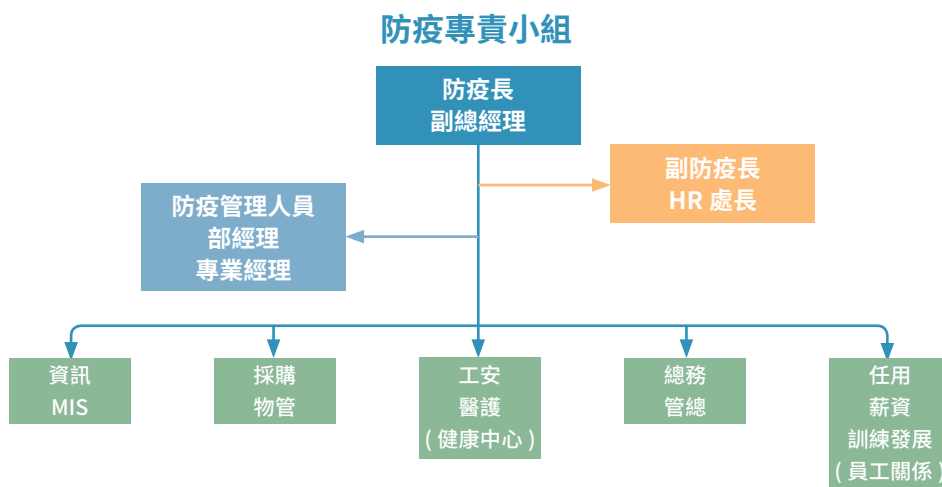 防疫專責小組
防疫長
副總經理
副防疫長
HR 處長
防疫管理人員
部經理
專業經理
資訊
MIS
採購
物管
工安
醫護
( 健康中心 )
總務
管總
任用
薪資
訓練發展
( 員工關係 )